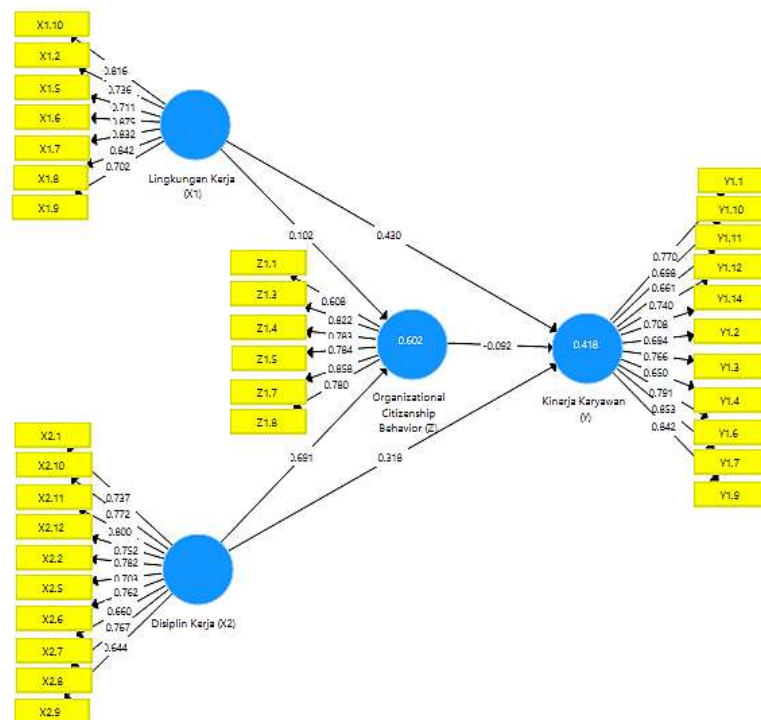 X1.10
X1.2
X1.5
X1.6
X1.7
X1.8
X1.9
0.816
0.736
0.711
0.875
0.832
0.842
0.702
Lingkungan Kerja
(X1)
0.102
0.430
Z1.1
Z1.3
Z1.4
Z1.5
Z1.7
Z1.8
0.608
0.822
0.783
0.784
0.858
0.780
0.602
Organizational
Citizenship
Behavior (Z)
-0.092
0.418
Kinerja Karyawan
(Y)
Y1.1
Y1.10
Y1.11
Y1.12
Y1.14
Y1.2
Y1.3
Y1.4
Y1.6
Y1.7
Y1.9
0.770
0.698
0.661
0.740
0.708
0.694
0.766
0.650
0.791
0.853
0.842
0.691
0.318
X2.1
X2.10
X2.11
X2.12
X2.2
X2.5
X2.6
X2.7
X2.8
X2.9
0.737
0.772
0.800
0.752
0.782
0.703
0.762
0.660
0.767
0.644
Disiplin Kerja (X2)